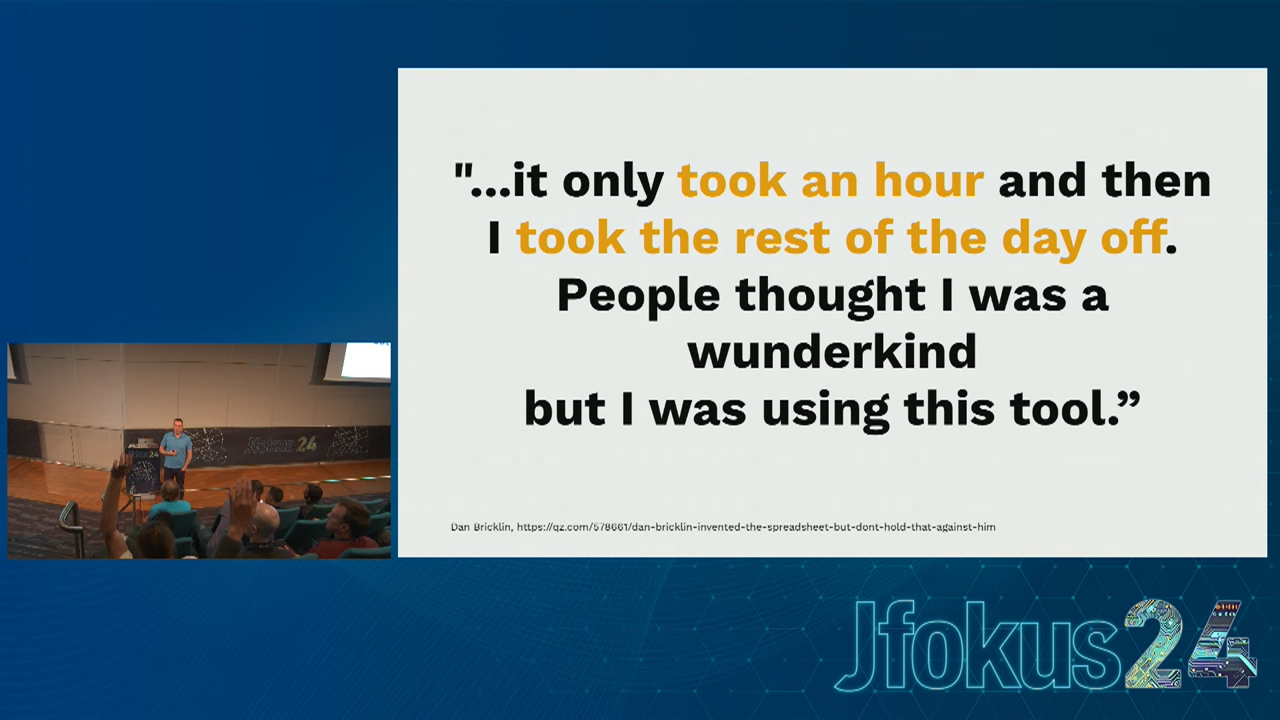 "...it only took an hour and then
I took the rest of the day off.
People thought I was a
wunderkind
but I was using this tool.”
Dan Bricklin, https://qz.com/578661/dan-bricklin-invented-the-spreadsheet-but-dont-hold-that-against-him
Jfokus 24
Jfokus24